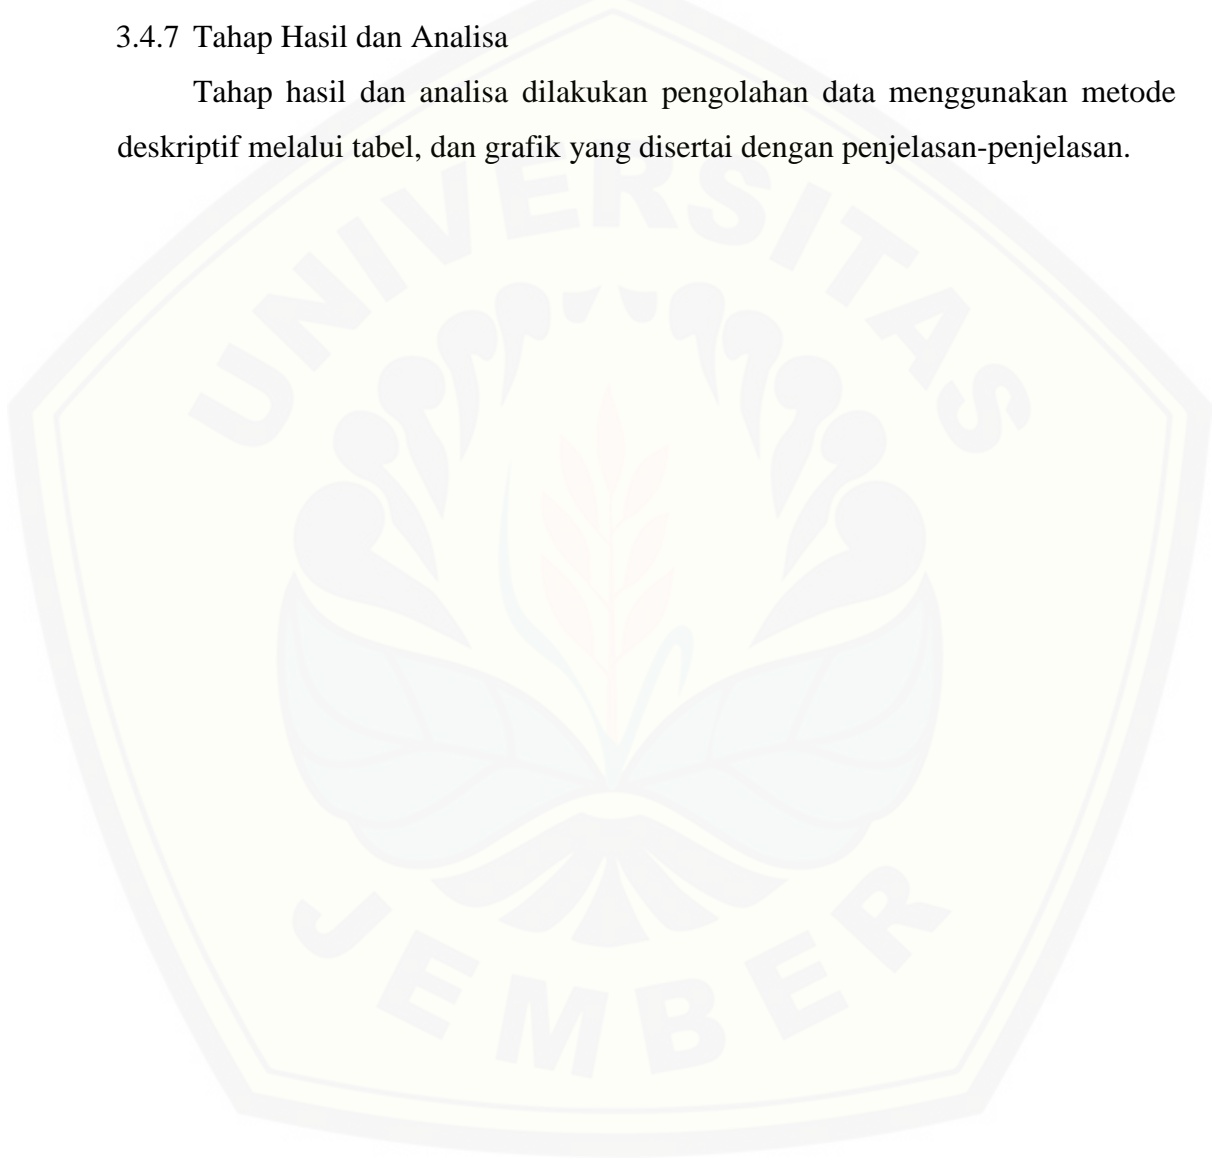 3.4.7 Tahap Hasil dan Analisa
Tahap hasil dan analisa dilakukan pengolahan data menggunakan metode
deskriptif melalui tabel, dan grafik yang disertai dengan penjelasan-penjelasan.
UNIVERSITAS
JEMBER